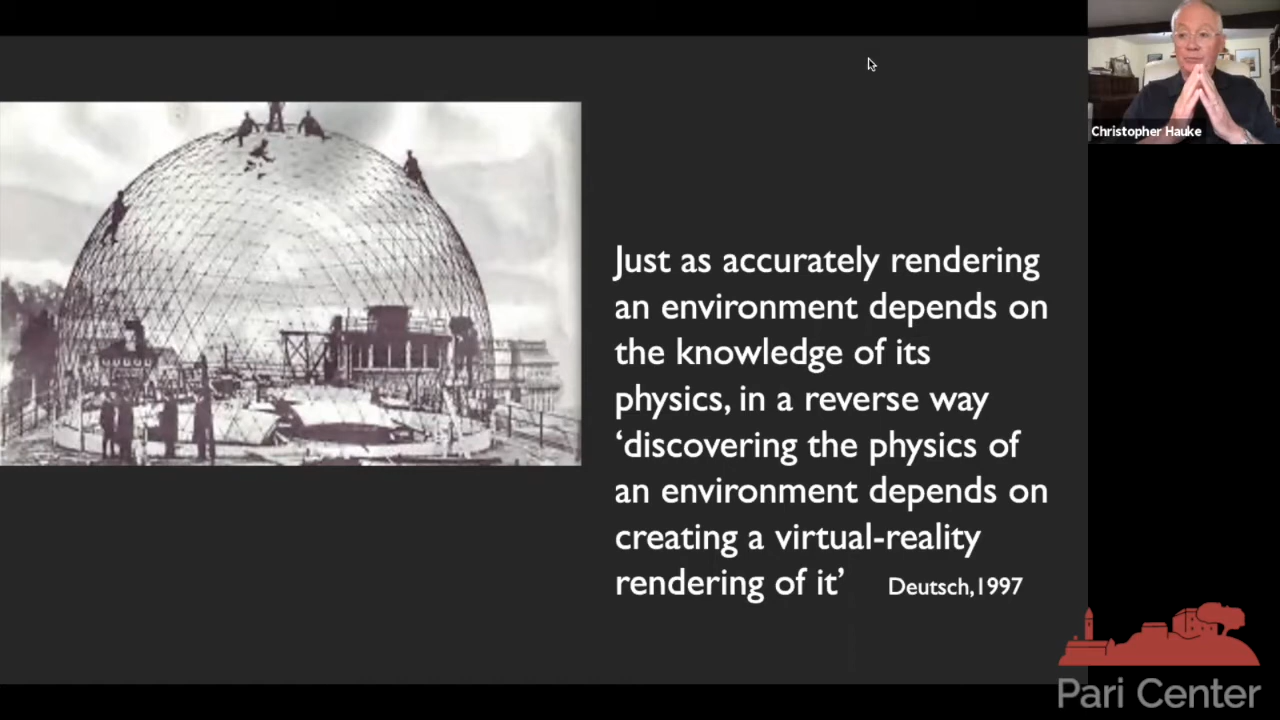 Christopher Hauke
Just as accurately rendering
an environment depends on
the knowledge of its
physics, in a reverse way
‘discovering the physics of
an environment depends on
creating a virtual-reality
rendering of it’ Deutsch,1997
Pari Center